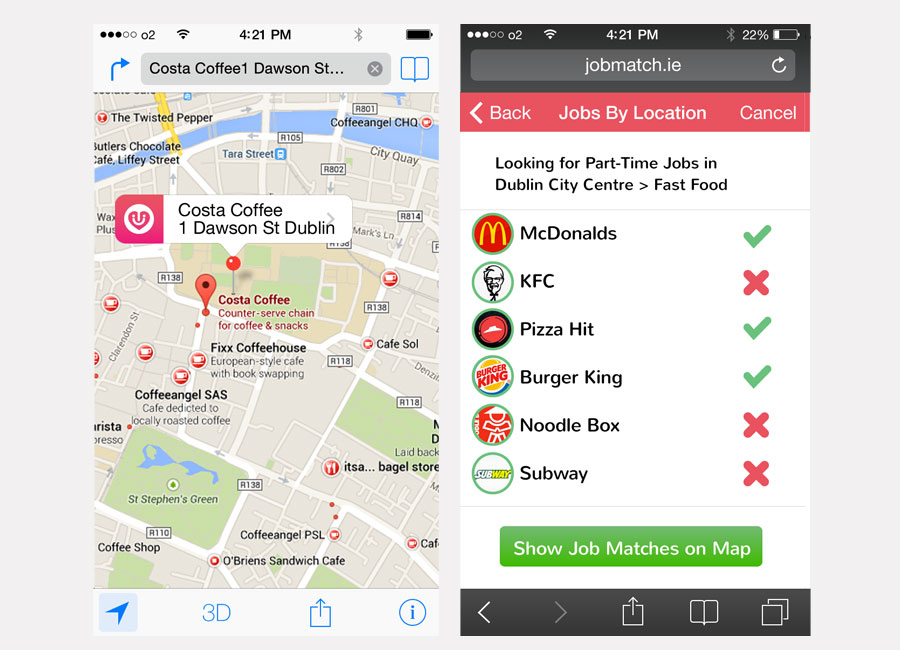 o2 4:21 PM
Costa Coffee1 Dawson St...
The Twisted Pepper
R801
Coffeeangel CHQ
Butlers Chocolate
Café, Liffey Street
R105
Tara Street
City Quay
R802
Costa Coffee
1 Dawson St Dublin
R814
Mark's Ln
R138
R138
Costa Coffee
Counter-serve chain
for coffee & snacks
Clarendon St
Fixx Coffeehouse
European-style cafe
with book swapping
Cafe Sol
R118
Coffeeangel SAS
Cafe dedicted to
locally roasted coffee
R118
Laid back
itsa... bagel store
St Stephen's Green
R138
R110
Coffeeangel PSL
Coffee Shop
O'Briens Sandwich Cafe
3D
o2 4:21 PM 22%
jobmatch.ie
Back Jobs By Location Cancel
Looking for Part-Time Jobs in
Dublin City Centre > Fast Food
McDonalds
KFC
Pizza Hit
BURGER
KING
Burger King
Noodle Box
SUBWAY
Subway
Show Job Matches on Map